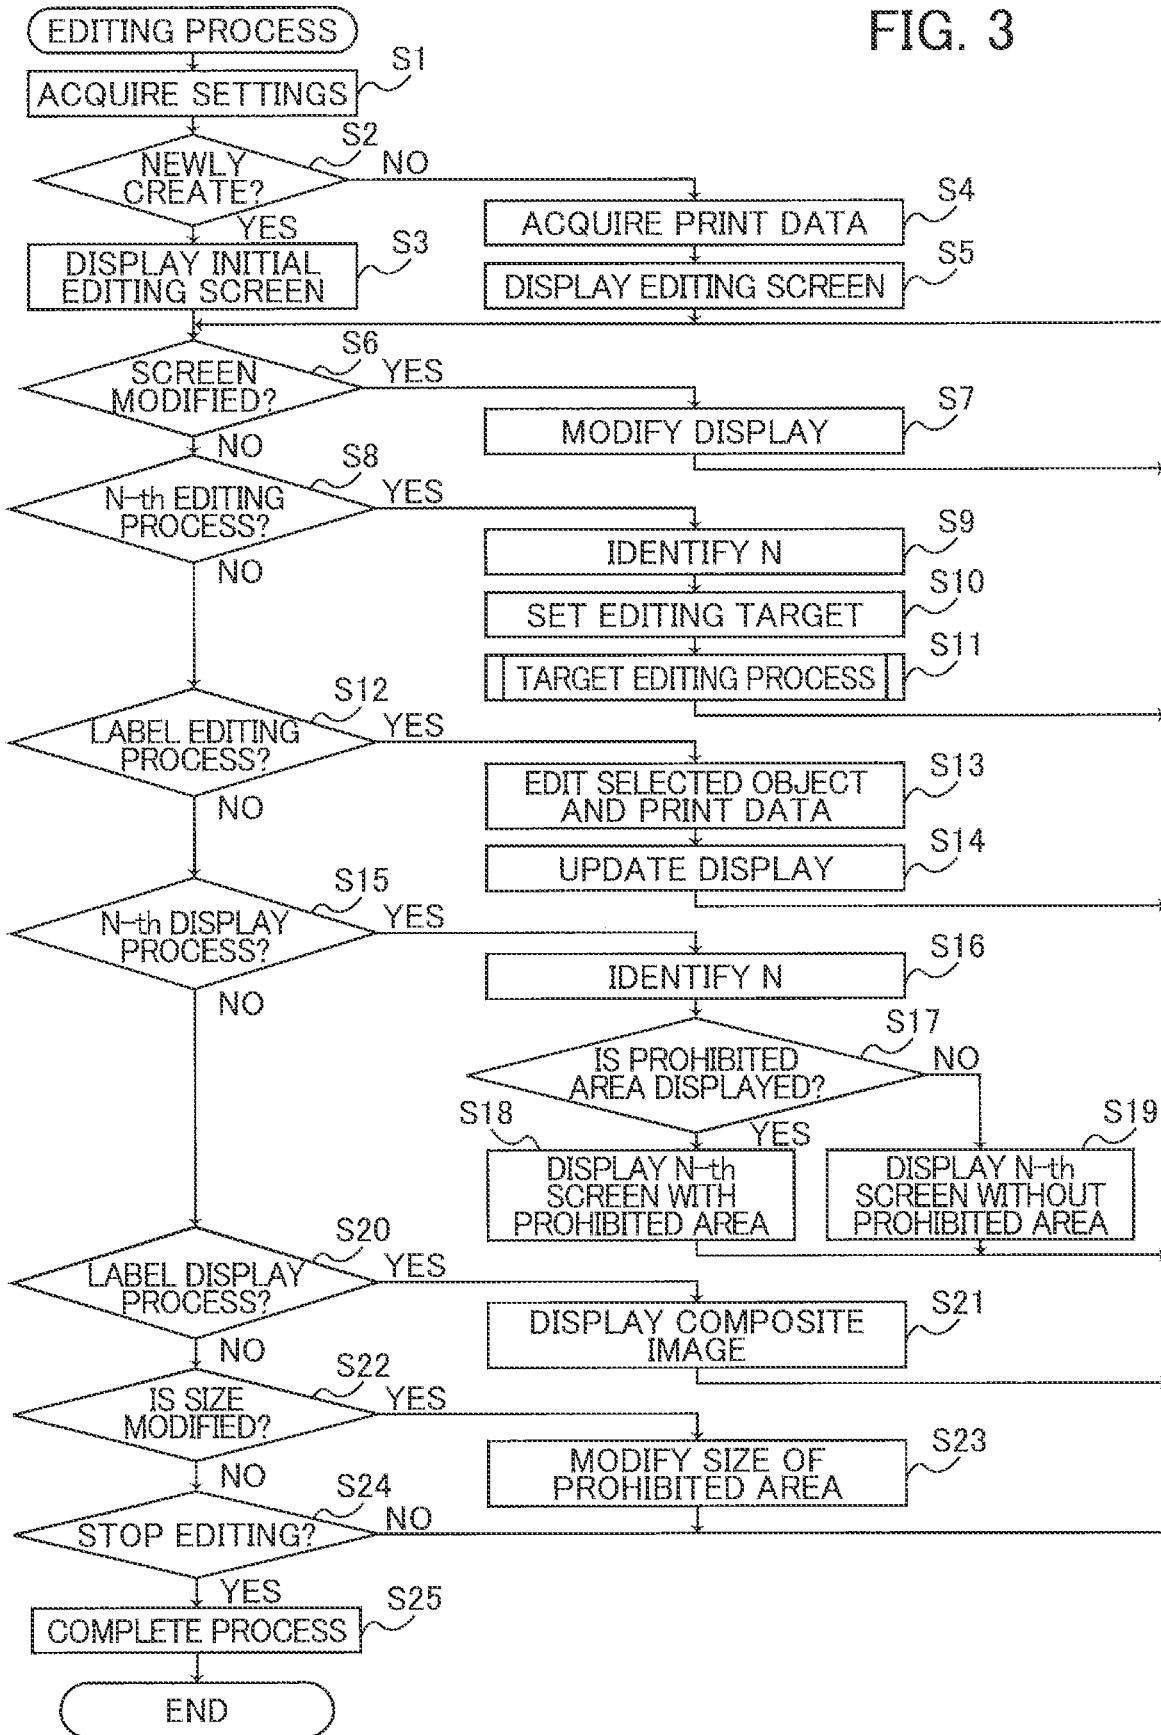 FIG. 3
EDITING PROCESS
S1
ACQUIRE SETTINGS
S2
NEWLY
CREATE?
NO
YES
S4
ACQUIRE PRINT DATA
S3
DISPLAY INITIAL
EDITING SCREEN
S5
DISPLAY EDITING SCREEN
S6
SCREEN
MODIFIED?
YES
NO
S7
MODIFY DISPLAY
S8
N-th EDITING
PROCESS?
YES
NO
S9
IDENTIFY N
S10
SET EDITING TARGET
S11
TARGET EDITING PROCESS
S12
LABEL EDITING
PROCESS?
YES
NO
S13
EDIT SELECTED OBJECT
AND PRINT DATA
S14
UPDATE DISPLAY
S15
N-th DISPLAY
PROCESS?
YES
NO
S16
IDENTIFY N
S17
IS PROHIBITED
AREA DISPLAYED?
NO
YES
S18
DISPLAY N-th
SCREEN WITH
PROHIBITED AREA
S19
DISPLAY N-th
SCREEN WITHOUT
PROHIBITED AREA
S20
LABEL DISPLAY
PROCESS?
YES
NO
S21
DISPLAY COMPOSITE
IMAGE
S22
IS SIZE
MODIFIED?
YES
NO
S23
MODIFY SIZE OF
PROHIBITED AREA
S24
STOP EDITING?
NO
YES
S25
COMPLETE PROCESS
END